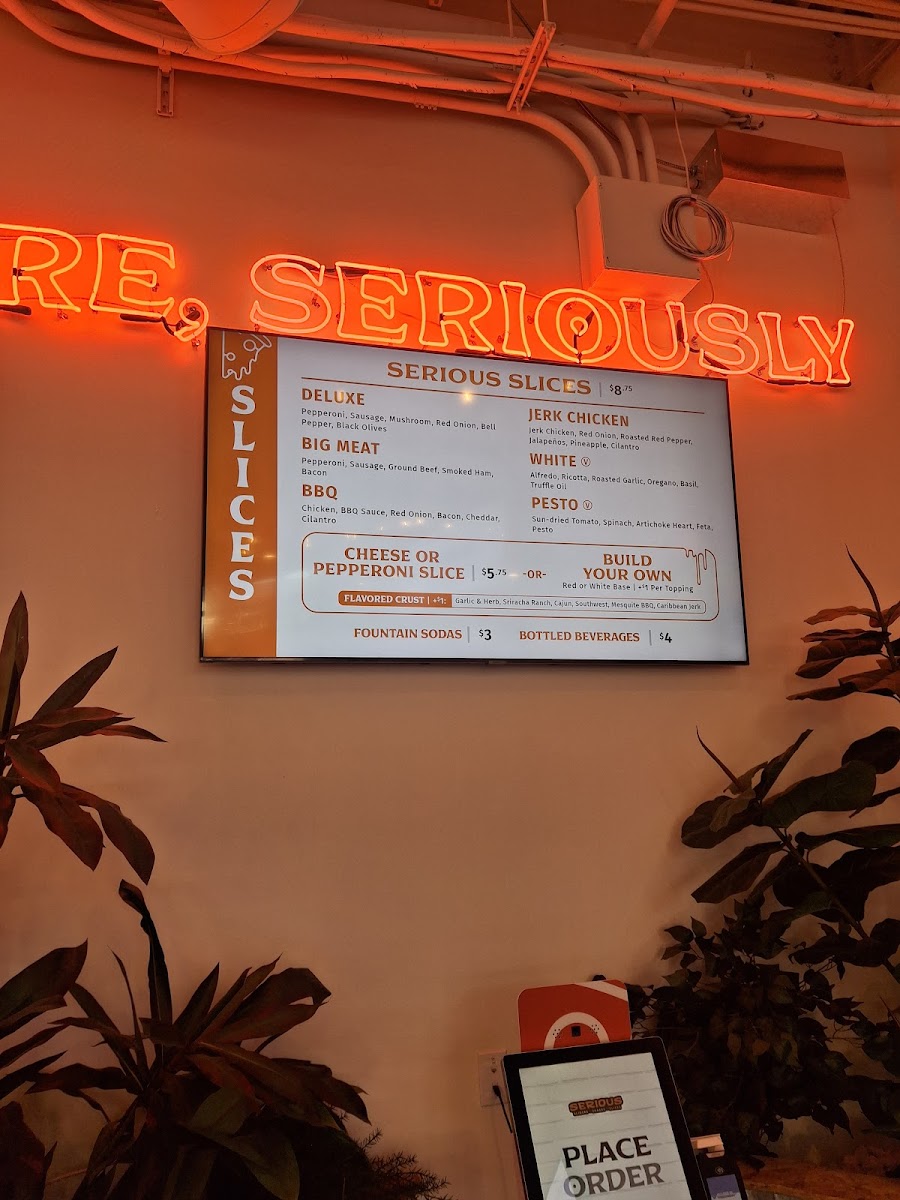 RE, SERIOUSLY
SLICES
SERIOUS SLICES | $8.75
DELUXE
Pepperoni, Sausage, Mushroom, Red Onion, Bell
Pepper, Black Olives
BIG MEAT
Pepperoni, Sausage, Ground Beef, Smoked Ham,
Bacon
BBQ
Chicken, BBQ Sauce, Red Onion, Bacon, Cheddar,
Cilantro
JERK CHICKEN
Jerk Chicken, Red Onion, Roasted Red Pepper,
Jalapeños, Pineapple, Cilantro
WHITE Ⓥ
Alfredo, Ricotta, Roasted Garlic, Oregano, Basil,
Truffle Oil
PESTO Ⓥ
Sun-dried Tomato, Spinach, Artichoke Heart, Feta,
Pesto
CHEESE OR
PEPPERONI SLICE | $5.75
-OR-
BUILD
YOUR OWN
Red or White Base | +$1 Per Topping
FLAVORED CRUST | +$1: Garlic & Herb, Sriracha Ranch, Cajun, Southwest, Mesquite BBQ, Caribbean Jerk
FOUNTAIN SODAS | $3 BOTTLED BEVERAGES | $4
SERIOUS
PLACE
ORDER